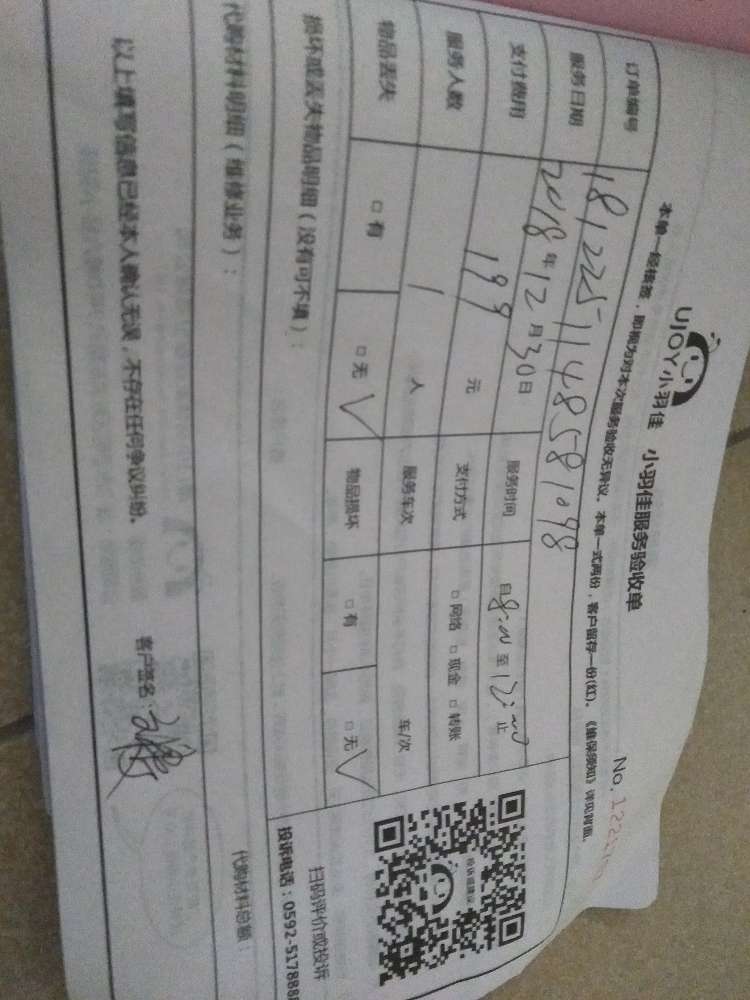 UJOY小羽佳 小羽佳服务验收单
本单一经核签，即视为对本次服务验收无异议。本单一式两份，客户留存一份(红)。《维保须知》详见背面。
订单编号 1812251148581098
服务日期 2018年12月30日 服务时间 自8:00至12:00止
支付费用 199 元 支付方式 □网络 □现金 □转账
服务人数 1 人 服务车次 车/次
物品丢失 □有 □无 √ 物品损坏 □有 □无 √
损坏或丢失物品明细（没有可不填）：
扫码评价或投诉
投诉电话：0592-517888
代购材料明细（维修业务）：
代购材料总额：
以上填写信息已经本人确认无误，不存在任何争议纠纷。
客户签名：